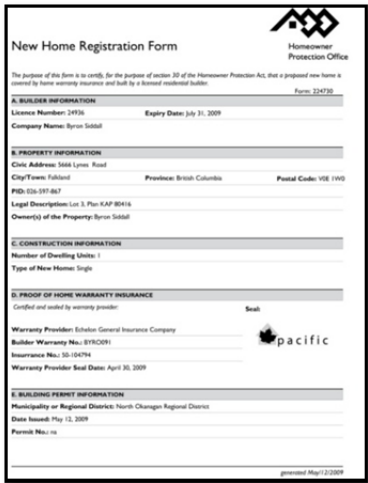 New Home Registration Form
Homeowner
Protection Office
The purpose of this form is to certify, for the purpose of section 30 of the Homeowner Protection Act, that a proposed new home is
covered by home warranty insurance and built by a licensed residential builder.
Form: 224730
A. BUILDER INFORMATION
Licence Number: 24936 Expiry Date: July 31, 2009
Company Name: Byron Siddall
B. PROPERTY INFORMATION
Civic Address: 5666 Lynes Road
City/Town: Falkland Province: British Columbia Postal Code: V0E 1W0
PID: 026-597-867
Legal Description: Lot 3, Plan KAP 80416
Owner(s) of the Property: Byron Siddall
C. CONSTRUCTION INFORMATION
Number of Dwelling Units: 1
Type of New Home: Single
D. PROOF OF HOME WARRANTY INSURANCE
Certified and sealed by warranty provider: Seal:
Warranty Provider: Echelon General Insurance Company
pacific
Builder Warranty No.: BYRO091
Insurrance No.: 50-104794
Warranty Provider Seal Date: April 30, 2009
E. BUILDING PERMIT INFORMATION
Municipality or Regional District: North Okanagan Regional District
Date Issued: May 12, 2009
Permit No.: na
generated May/12/2009